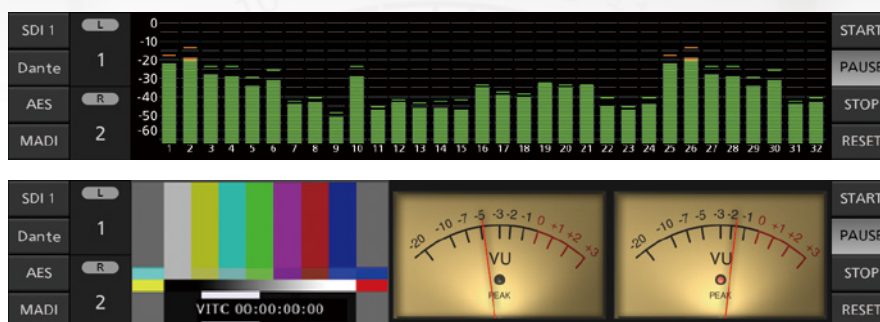 SDI 1
L
1
Dante
AES
R
2
MADI
0
-10
-20
-30
-40
-50
-60
1 2 3 4 5 6 7 8 9 10 11 12 13 14 15 16 17 18 19 20 21 22 23 24 25 26 27 28 29 30 31 32
START
PAUSE
STOP
RESET
SDI 1
L
1
Dante
AES
R
2
MADI
VITC 00:00:00:00
-20 -10 -7 -5 -3 -2 -1 0 +1 +2 +3
VU
PEAK
-20 -10 -7 -5 -3 -2 -1 0 +1 +2 +3
VU
PEAK
START
PAUSE
STOP
RESET